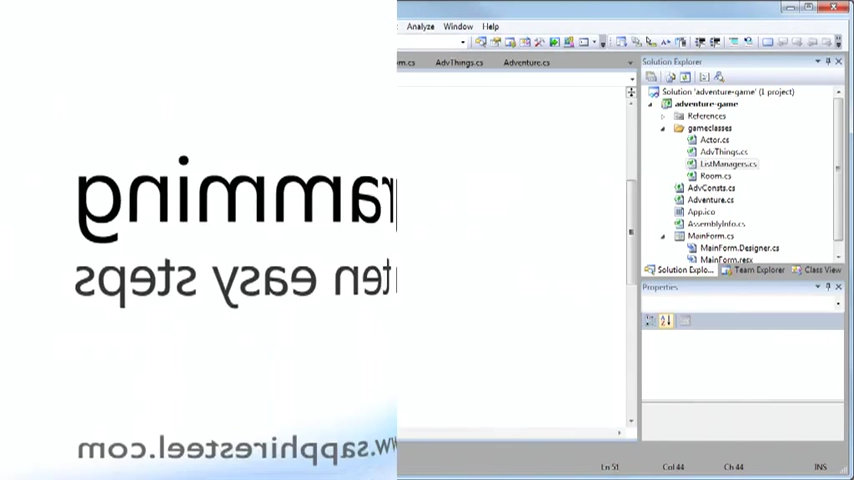 ramming
ten easy steps
www.sapphiresteel.com
Analyze Window Help
om.cs AdvThings.cs Adventure.cs
Solution Explorer
Solution 'adventure-game' (1 project)
adventure-game
References
gameclasses
Actor.cs
AdvThings.cs
ListManagers.cs
Room.cs
AdvConsts.cs
Adventure.cs
App.ico
AssemblyInfo.cs
MainForm.cs
MainForm.Designer.cs
MainForm.resx
Solution Explo... Team Explorer Class View
Properties
Ln 51 Col 44 Ch 44 INS